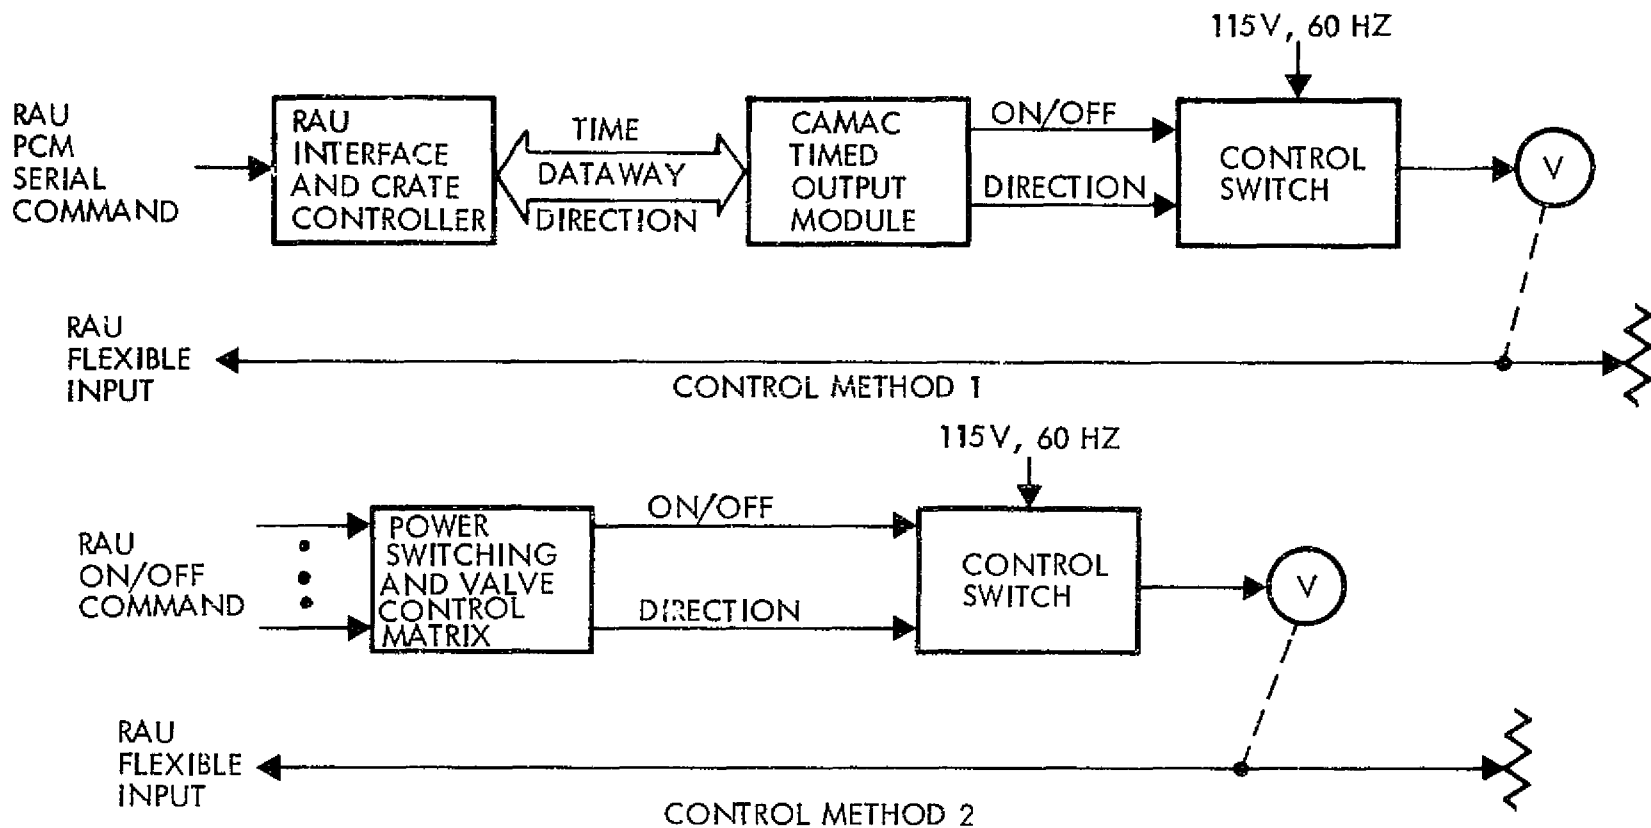 115V, 60 HZ
RAU
PCM
SERIAL
COMMAND
RAU
INTERFACE
AND CRATE
CONTROLLER
TIME
DATAWAY
DIRECTION
CAMAC
TIMED
OUTPUT
MODULE
ON/OFF
DIRECTION
CONTROL
SWITCH
V
RAU
FLEXIBLE
INPUT
CONTROL METHOD 1
115V, 60 HZ
RAU
ON/OFF
COMMAND
POWER
SWITCHING
AND VALVE
CONTROL
MATRIX
ON/OFF
DIRECTION
CONTROL
SWITCH
V
RAU
FLEXIBLE
INPUT
CONTROL METHOD 2